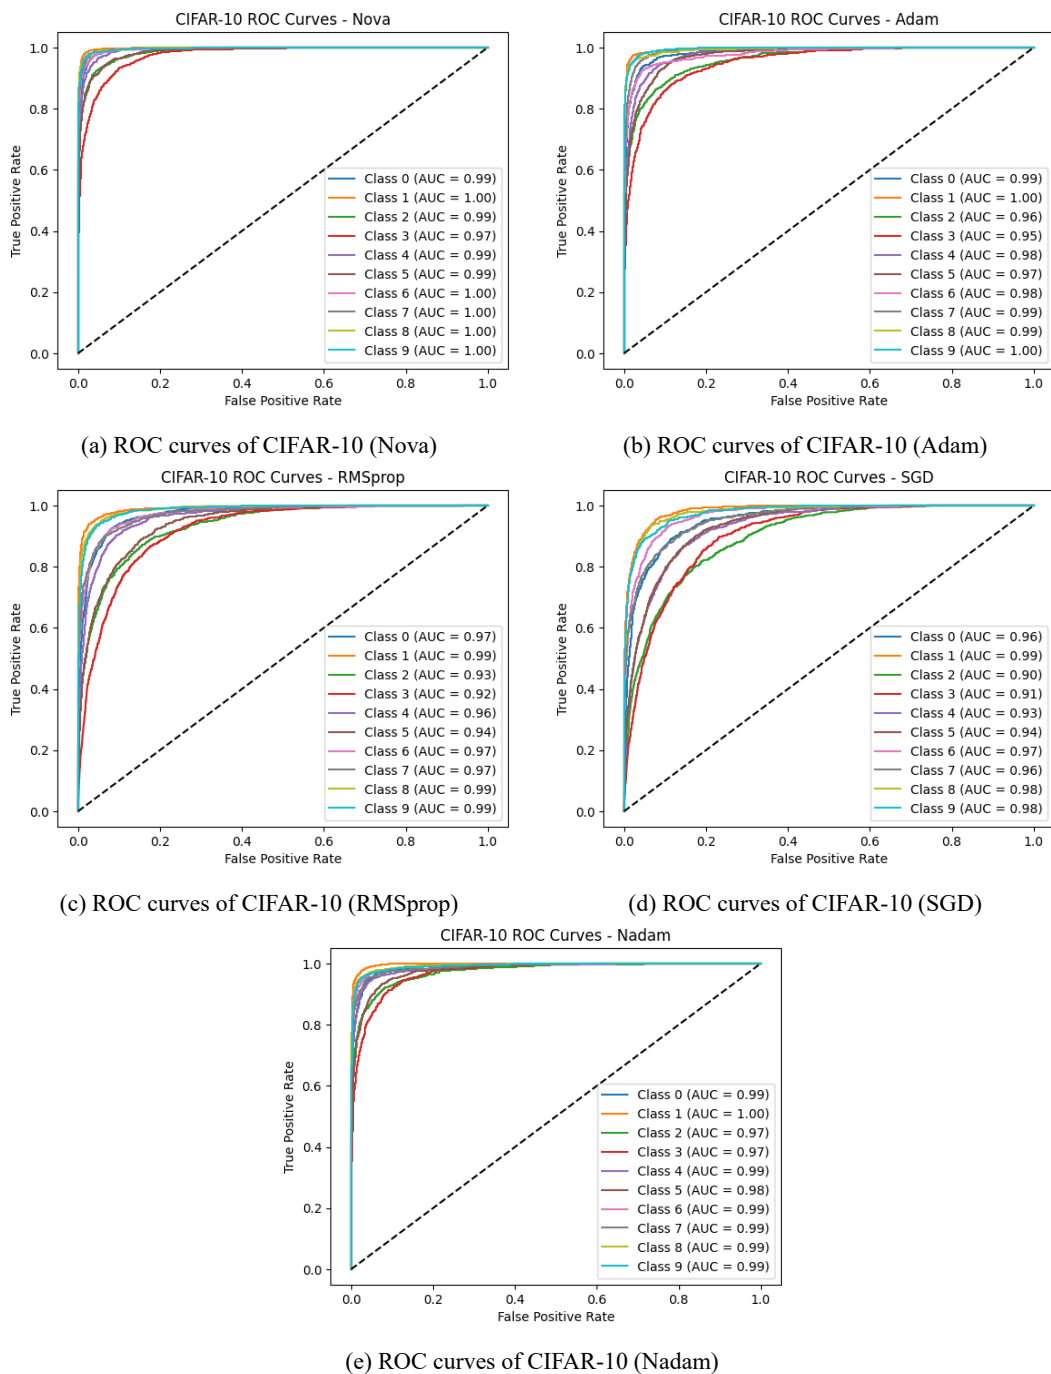 CIFAR-10 ROC Curves - Nova
True Positive Rate
1.0
0.8
0.6
0.4
0.2
0.0
Class 0 (AUC = 0.99)
Class 1 (AUC = 1.00)
Class 2 (AUC = 0.99)
Class 3 (AUC = 0.97)
Class 4 (AUC = 0.99)
Class 5 (AUC = 0.99)
Class 6 (AUC = 1.00)
Class 7 (AUC = 1.00)
Class 8 (AUC = 1.00)
Class 9 (AUC = 1.00)
0.0 0.2 0.4 0.6 0.8 1.0
False Positive Rate
(a) ROC curves of CIFAR-10 (Nova)
CIFAR-10 ROC Curves - Adam
True Positive Rate
1.0
0.8
0.6
0.4
0.2
0.0
Class 0 (AUC = 0.99)
Class 1 (AUC = 1.00)
Class 2 (AUC = 0.96)
Class 3 (AUC = 0.95)
Class 4 (AUC = 0.98)
Class 5 (AUC = 0.97)
Class 6 (AUC = 0.98)
Class 7 (AUC = 0.99)
Class 8 (AUC = 0.99)
Class 9 (AUC = 1.00)
0.0 0.2 0.4 0.6 0.8 1.0
False Positive Rate
(b) ROC curves of CIFAR-10 (Adam)
CIFAR-10 ROC Curves - RMSprop
True Positive Rate
1.0
0.8
0.6
0.4
0.2
0.0
Class 0 (AUC = 0.97)
Class 1 (AUC = 0.99)
Class 2 (AUC = 0.93)
Class 3 (AUC = 0.92)
Class 4 (AUC = 0.96)
Class 5 (AUC = 0.94)
Class 6 (AUC = 0.97)
Class 7 (AUC = 0.97)
Class 8 (AUC = 0.99)
Class 9 (AUC = 0.99)
0.0 0.2 0.4 0.6 0.8 1.0
False Positive Rate
(c) ROC curves of CIFAR-10 (RMSprop)
CIFAR-10 ROC Curves - SGD
True Positive Rate
1.0
0.8
0.6
0.4
0.2
0.0
Class 0 (AUC = 0.96)
Class 1 (AUC = 0.99)
Class 2 (AUC = 0.90)
Class 3 (AUC = 0.91)
Class 4 (AUC = 0.93)
Class 5 (AUC = 0.94)
Class 6 (AUC = 0.97)
Class 7 (AUC = 0.96)
Class 8 (AUC = 0.98)
Class 9 (AUC = 0.98)
0.0 0.2 0.4 0.6 0.8 1.0
False Positive Rate
(d) ROC curves of CIFAR-10 (SGD)
CIFAR-10 ROC Curves - Nadam
True Positive Rate
1.0
0.8
0.6
0.4
0.2
0.0
Class 0 (AUC = 0.99)
Class 1 (AUC = 1.00)
Class 2 (AUC = 0.97)
Class 3 (AUC = 0.97)
Class 4 (AUC = 0.99)
Class 5 (AUC = 0.98)
Class 6 (AUC = 0.99)
Class 7 (AUC = 0.99)
Class 8 (AUC = 0.99)
Class 9 (AUC = 0.99)
0.0 0.2 0.4 0.6 0.8 1.0
False Positive Rate
(e) ROC curves of CIFAR-10 (Nadam)